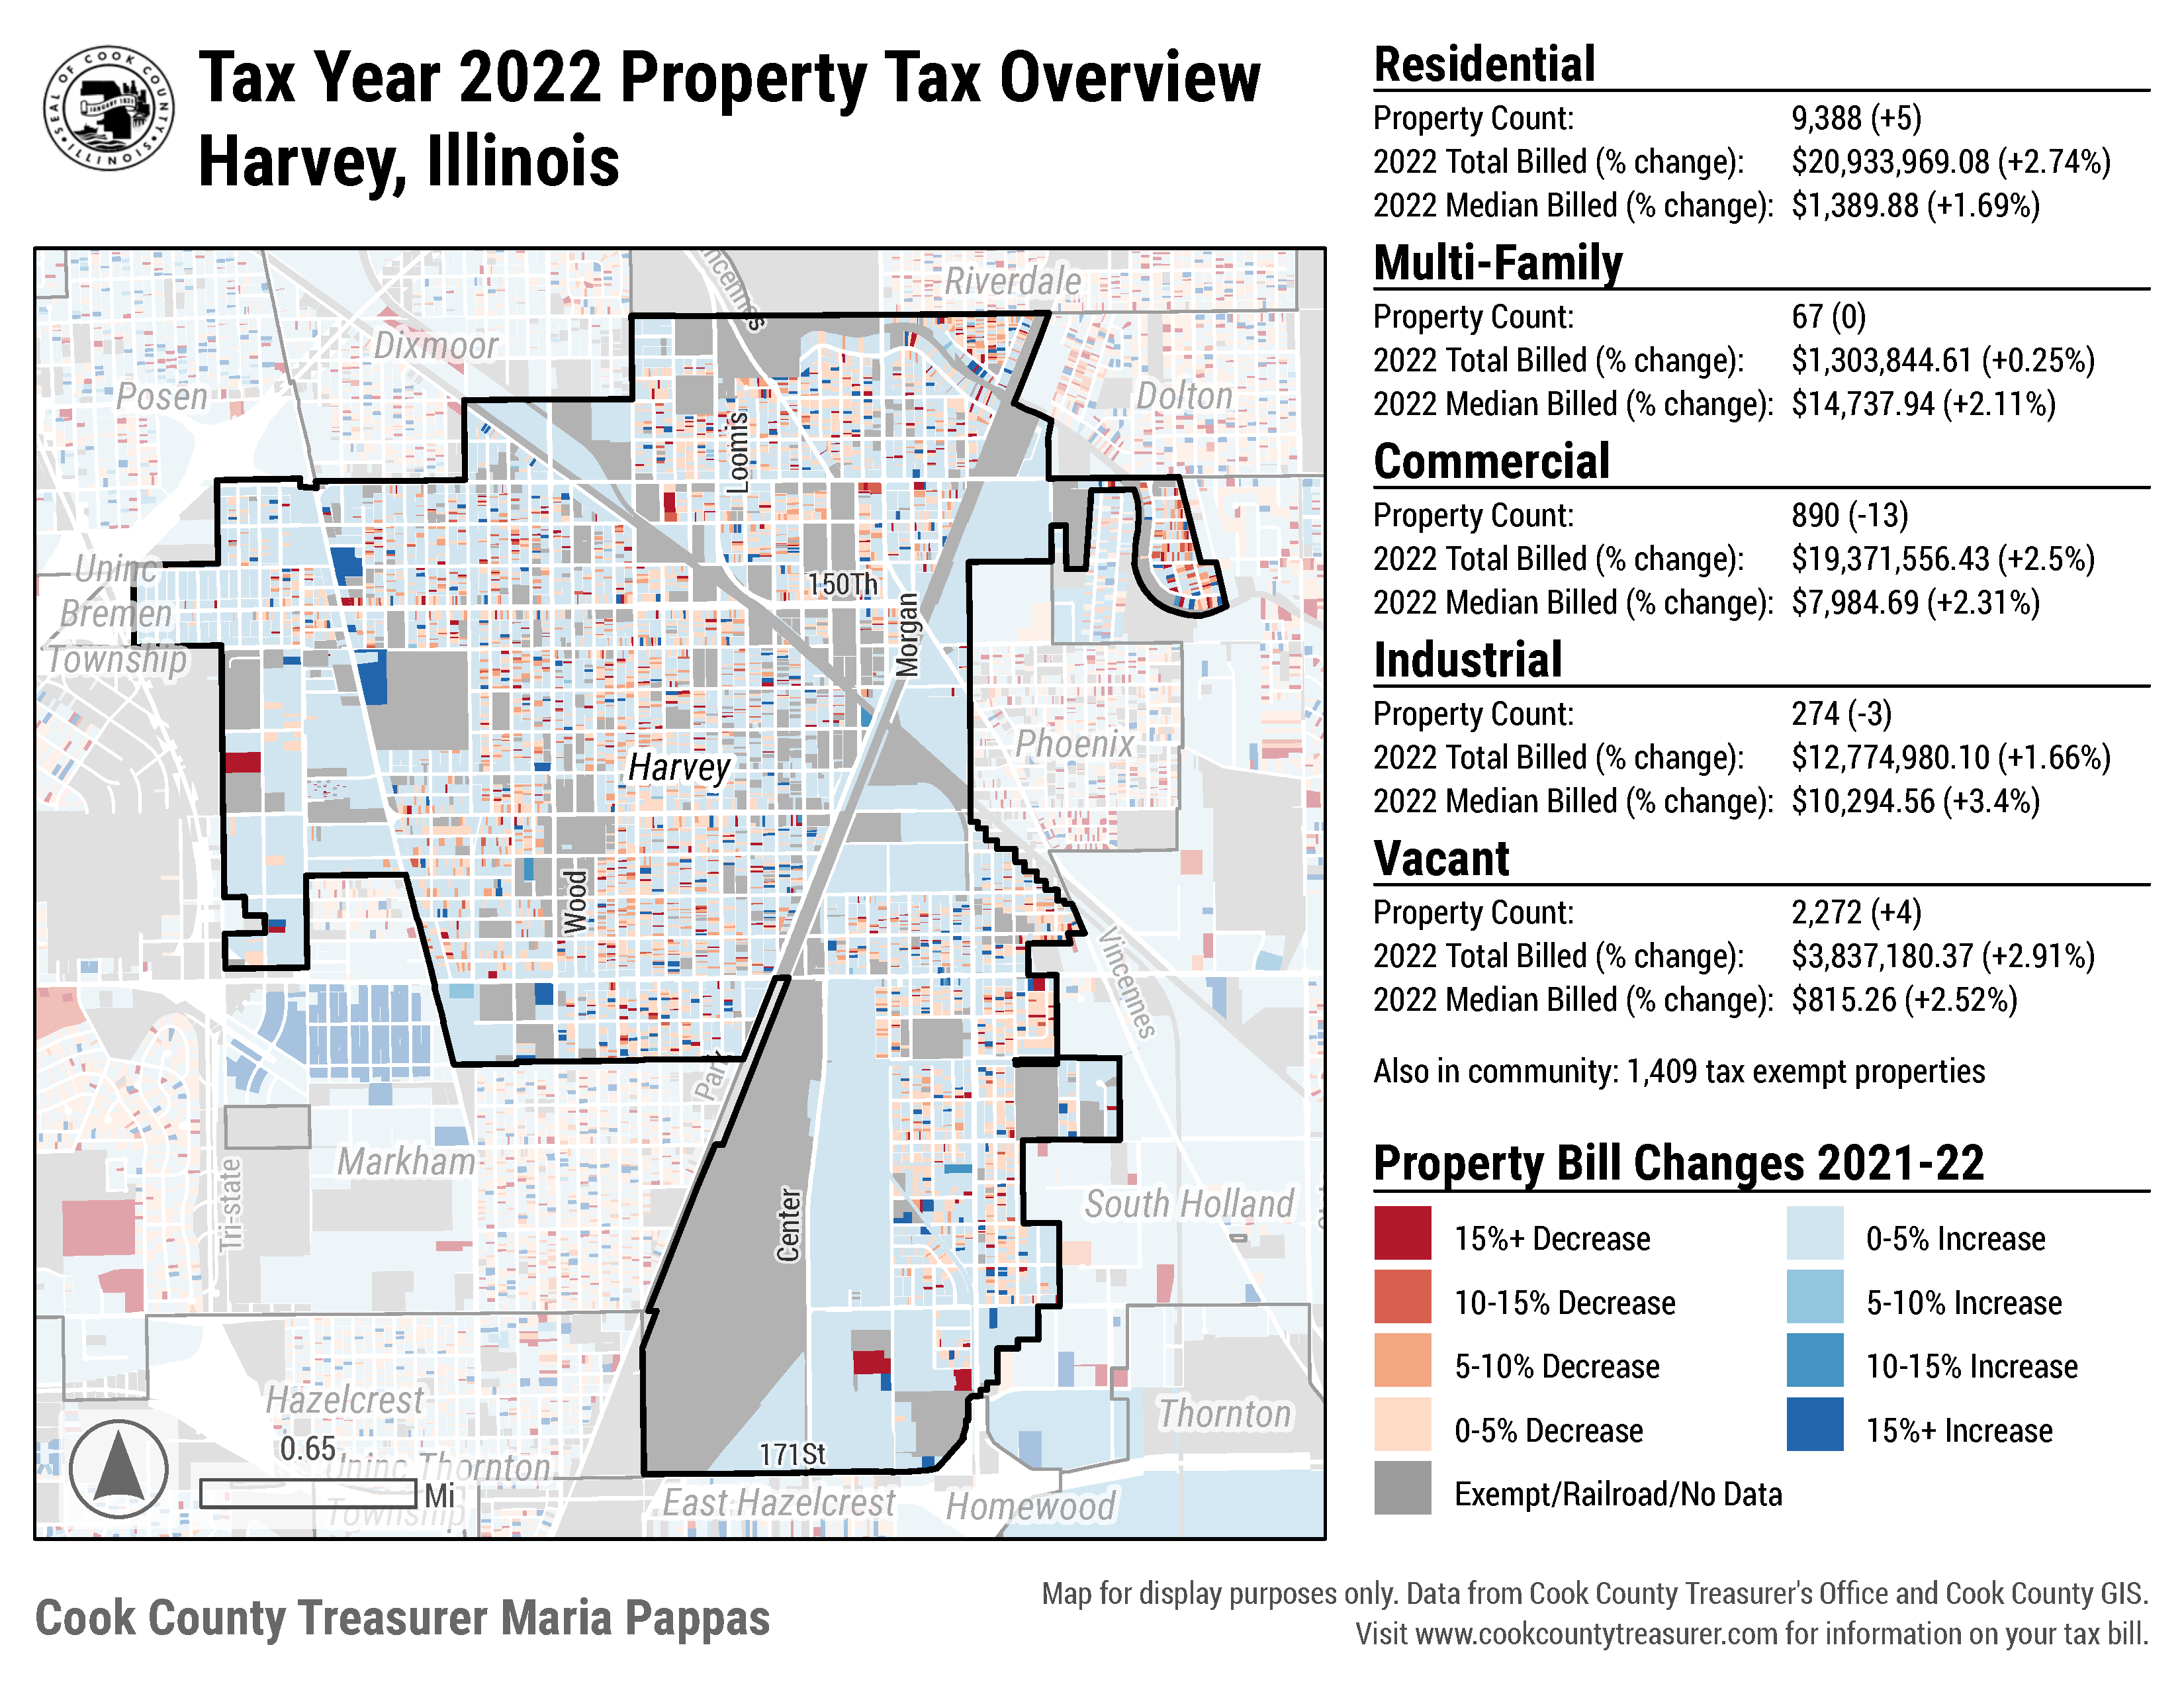 SEAL OF COOK COUNTY
ILLINOIS
JANUARY 1831
Tax Year 2022 Property Tax Overview
Harvey, Illinois
Riverdale
Dixmoor
Posen
Dolton
Loomis
Uninc
Bremen
Township
150Th
Morgan
Phoenix
Harvey
Wood
Vincennes
Park
Markham
Tri-state
Center
South Holland
Hazelcrest
Thornton
0.65
Mi
Uninc Thornton
Township
171St
East Hazelcrest
Homewood
Residential
Property Count: 9,388 (+5)
2022 Total Billed (% change): $20,933,969.08 (+2.74%)
2022 Median Billed (% change): $1,389.88 (+1.69%)
Multi-Family
Property Count: 67 (0)
2022 Total Billed (% change): $1,303,844.61 (+0.25%)
2022 Median Billed (% change): $14,737.94 (+2.11%)
Commercial
Property Count: 890 (-13)
2022 Total Billed (% change): $19,371,556.43 (+2.5%)
2022 Median Billed (% change): $7,984.69 (+2.31%)
Industrial
Property Count: 274 (-3)
2022 Total Billed (% change): $12,774,980.10 (+1.66%)
2022 Median Billed (% change): $10,294.56 (+3.4%)
Vacant
Property Count: 2,272 (+4)
2022 Total Billed (% change): $3,837,180.37 (+2.91%)
2022 Median Billed (% change): $815.26 (+2.52%)
Also in community: 1,409 tax exempt properties
Property Bill Changes 2021-22
15%+ Decrease
0-5% Increase
10-15% Decrease
5-10% Increase
5-10% Decrease
10-15% Increase
0-5% Decrease
15%+ Increase
Exempt/Railroad/No Data
Cook County Treasurer Maria Pappas
Map for display purposes only. Data from Cook County Treasurer's Office and Cook County GIS.
Visit www.cookcountytreasurer.com for information on your tax bill.